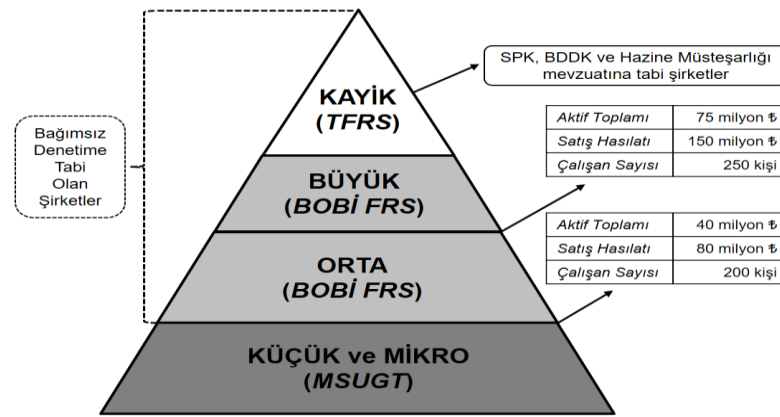 SPK, BDDK ve Hazine Müsteşarlığı
mevzuatına tabi şirketler
KAYİK
(TFRS)
Bağımsız
Denetime
Tabi
Olan
Şirketler
Aktif Toplamı 75 milyon ₺
Satış Hasılatı 150 milyon ₺
Çalışan Sayısı 250 kişi
BÜYÜK
(BOBİ FRS)
Aktif Toplamı 40 milyon ₺
Satış Hasılatı 80 milyon ₺
Çalışan Sayısı 200 kişi
ORTA
(BOBİ FRS)
KÜÇÜK ve MİKRO
(MSUGT)